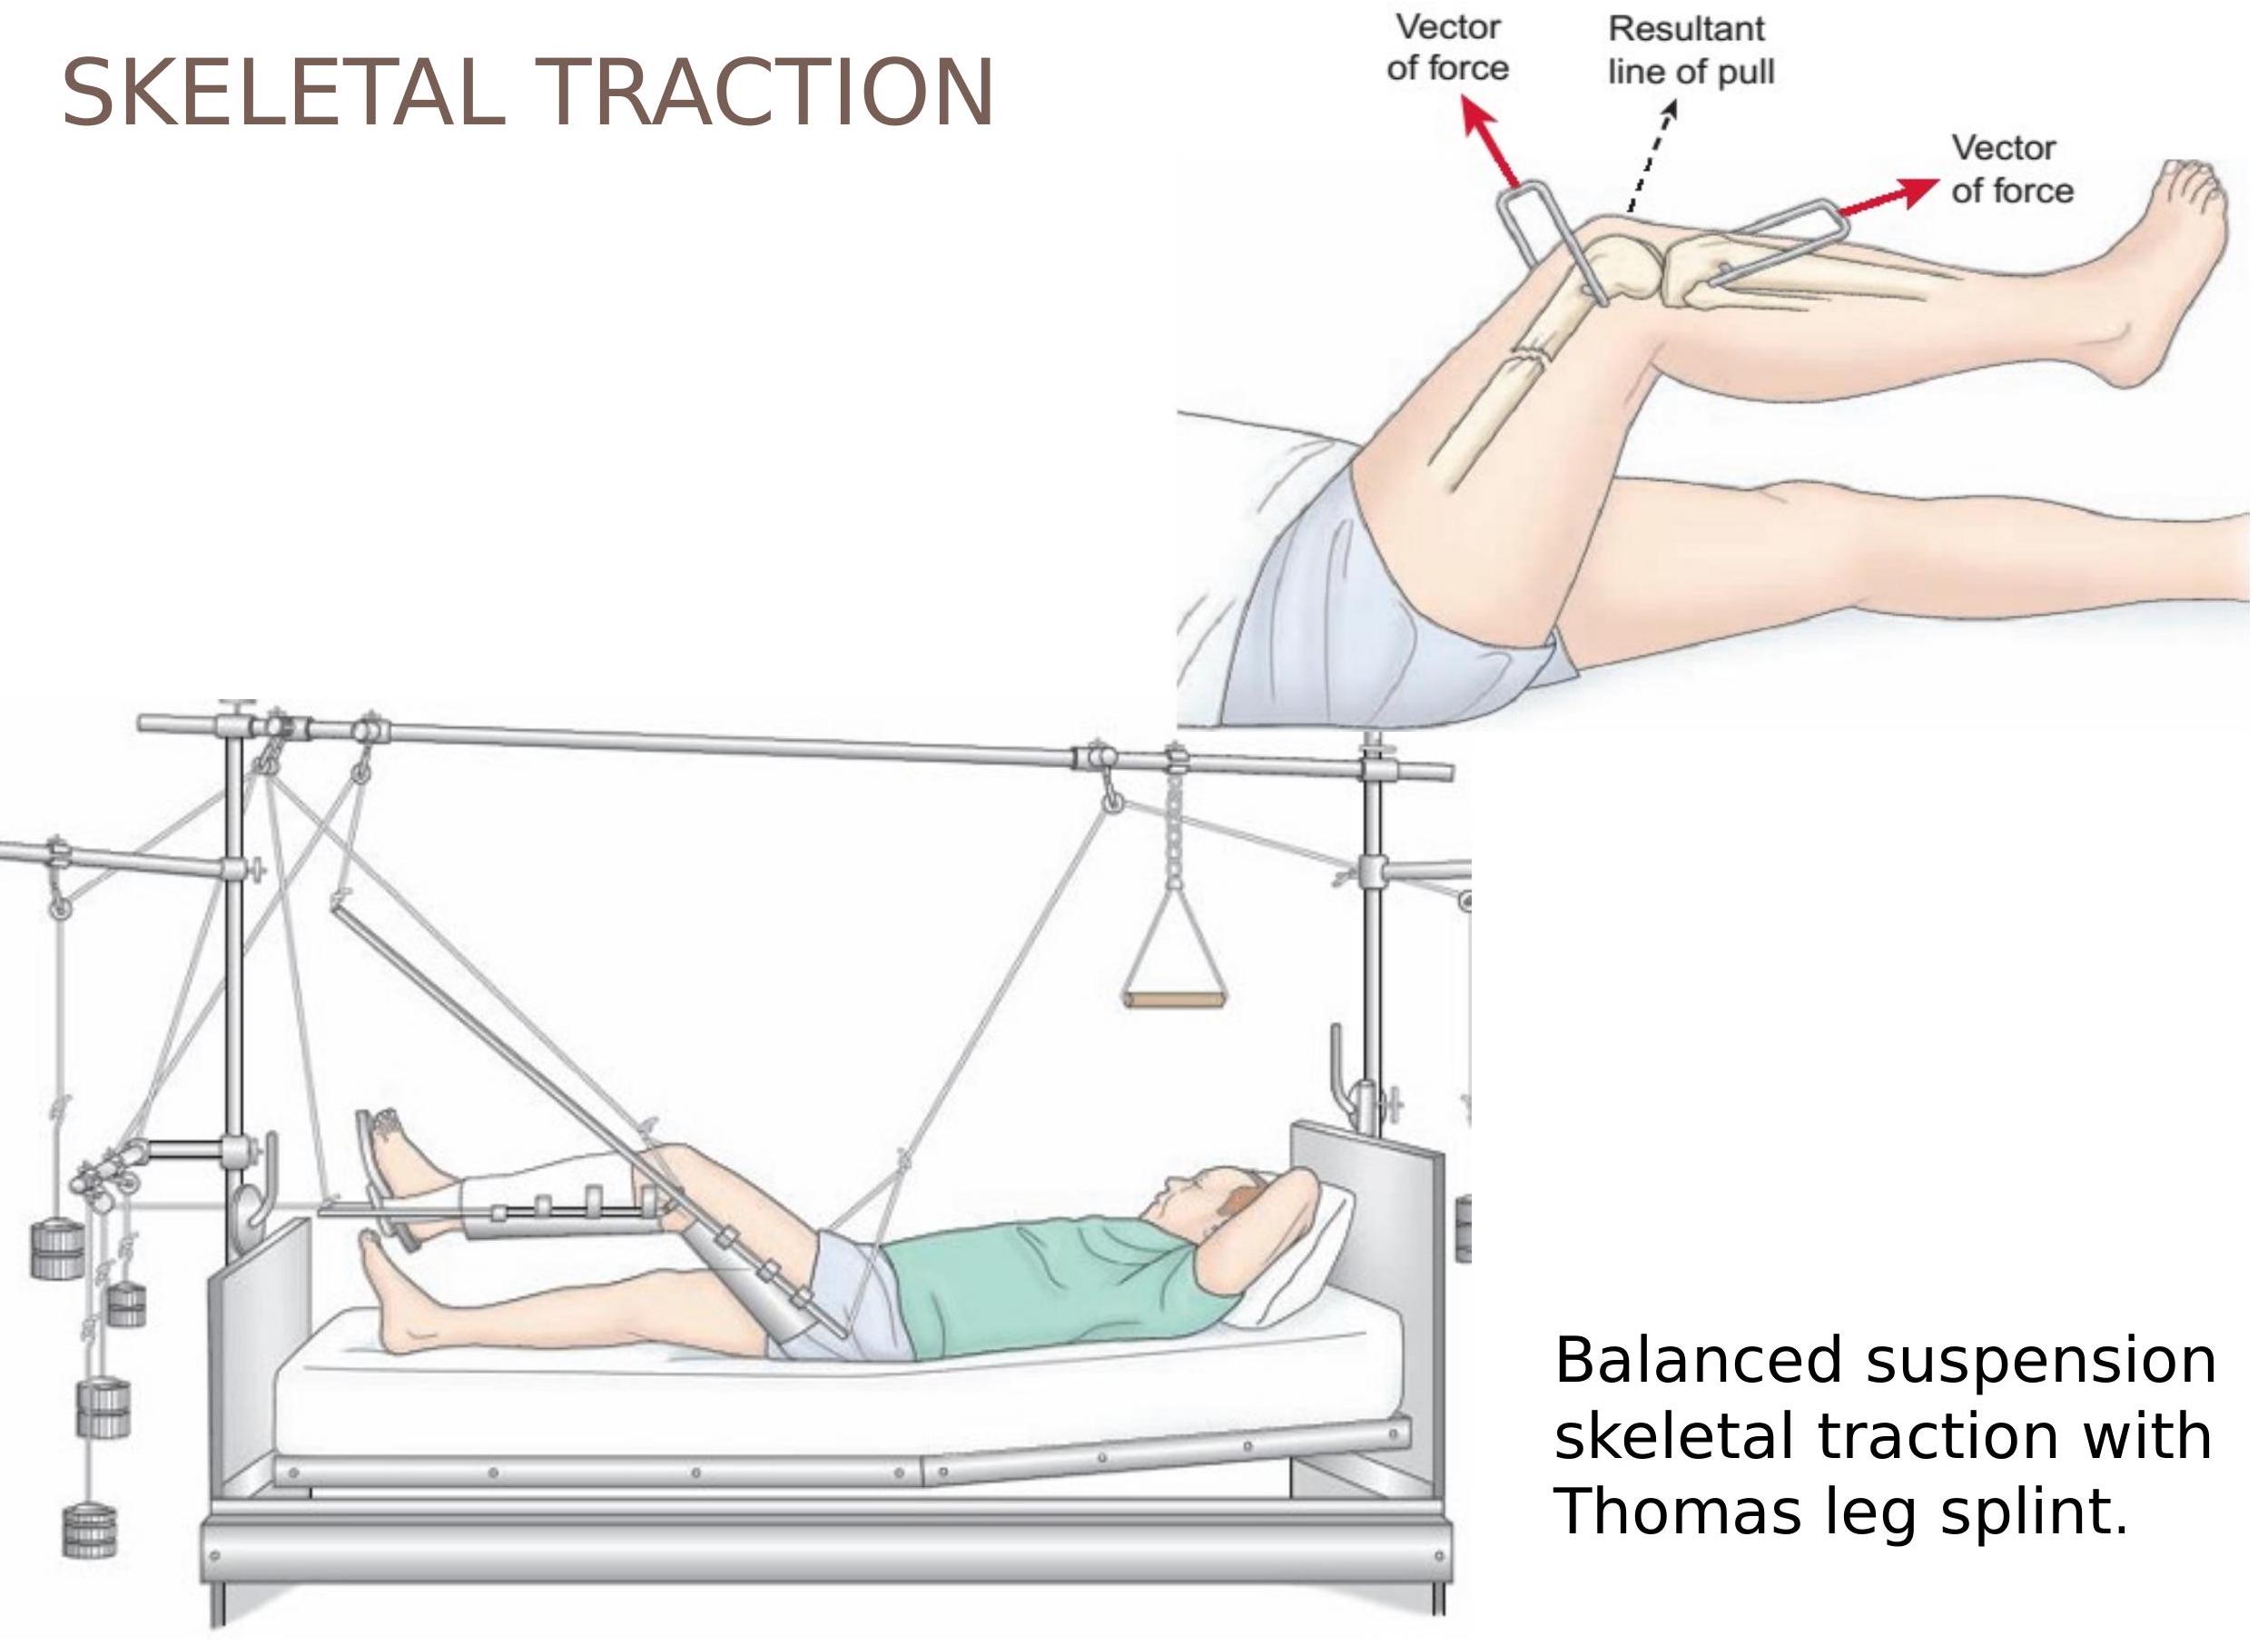 SKELETAL TRACTION
Vector
of force
Resultant
line of pull
Vector
of force
Balanced suspension
skeletal traction with
Thomas leg splint.